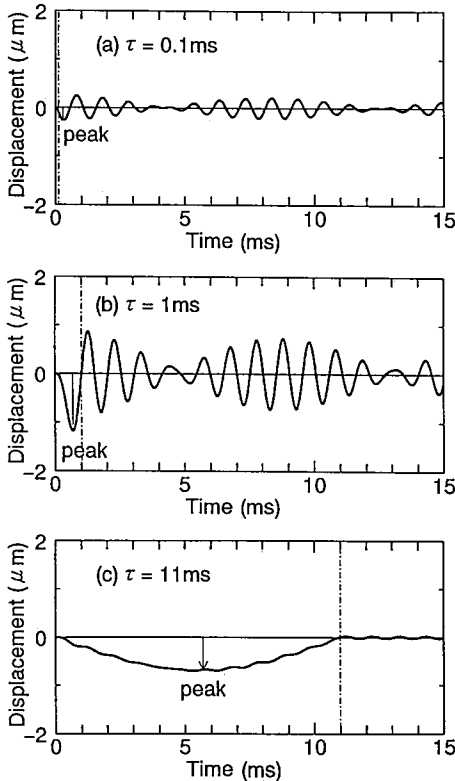 2
(a) τ = 0.1ms
0
peak
-2
Displacement (μm)
0 5 10 15
Time (ms)
2
(b) τ = 1ms
0
peak
-2
Displacement (μm)
0 5 10 15
Time (ms)
2
(c) τ = 11ms
0
peak
-2
Displacement (μm)
0 5 10 15
Time (ms)